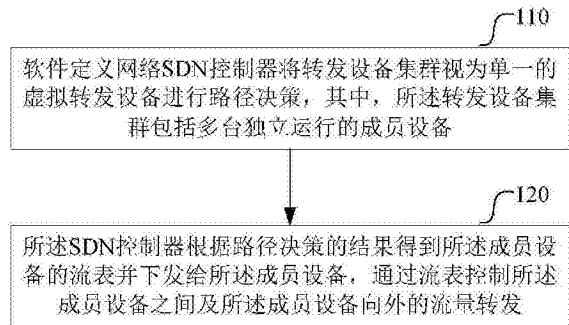 110
软件定义网络SDN控制器将转发设备集群视为单一的
虚拟转发设备进行路径决策，其中，所述转发设备集
群包括多台独立运行的成员设备
120
所述SDN控制器根据路径决策的结果得到所述成员设
备的流表并下发给所述成员设备，通过流表控制所述
成员设备之间及所述成员设备向外的流量转发